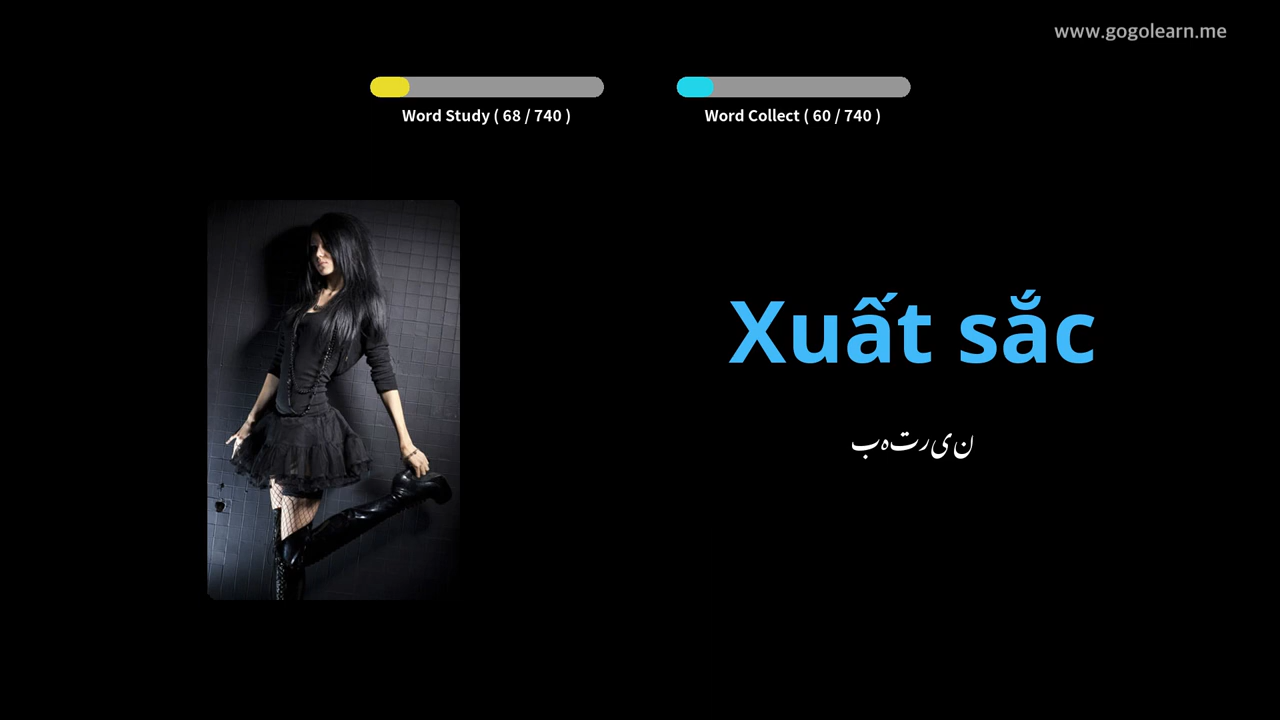 www.gogolearn.me
Word Study ( 68 / 740 )
Word Collect ( 60 / 740 )
Xuất sắc
بہترین